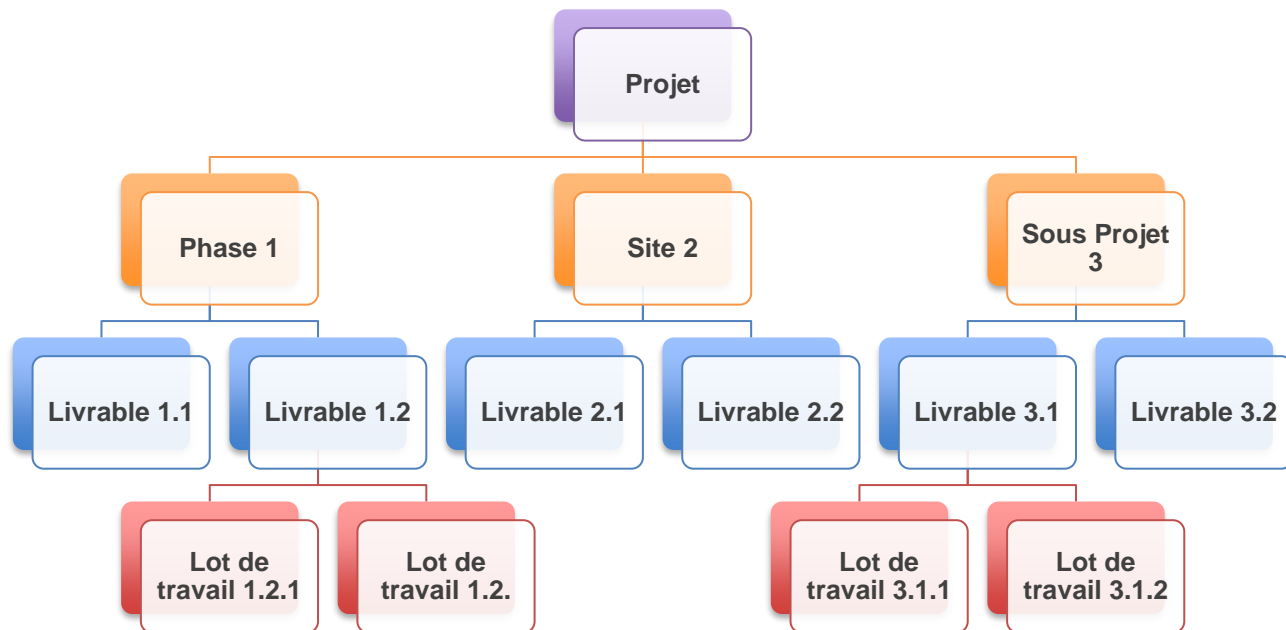 Projet
Phase 1
Site 2
Sous Projet
3
Livrable 1.1
Livrable 1.2
Livrable 2.1
Livrable 2.2
Livrable 3.1
Livrable 3.2
Lot de
travail 1.2.1
Lot de
travail 1.2.
Lot de
travail 3.1.1
Lot de
travail 3.1.2